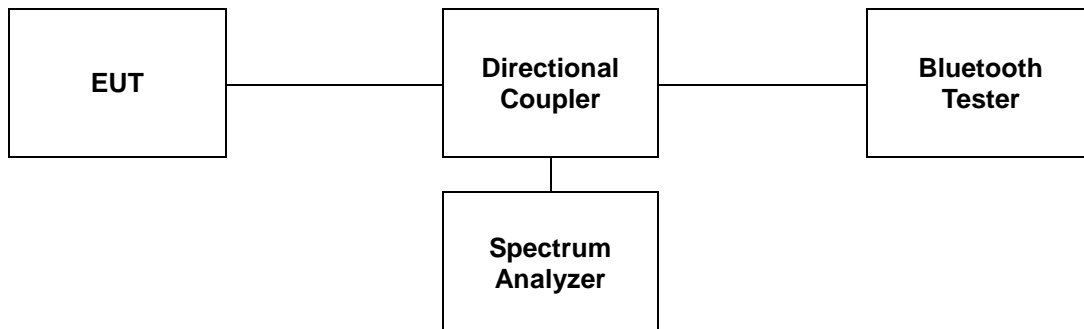 EUT
Directional
Coupler
Bluetooth
Tester
Spectrum
Analyzer